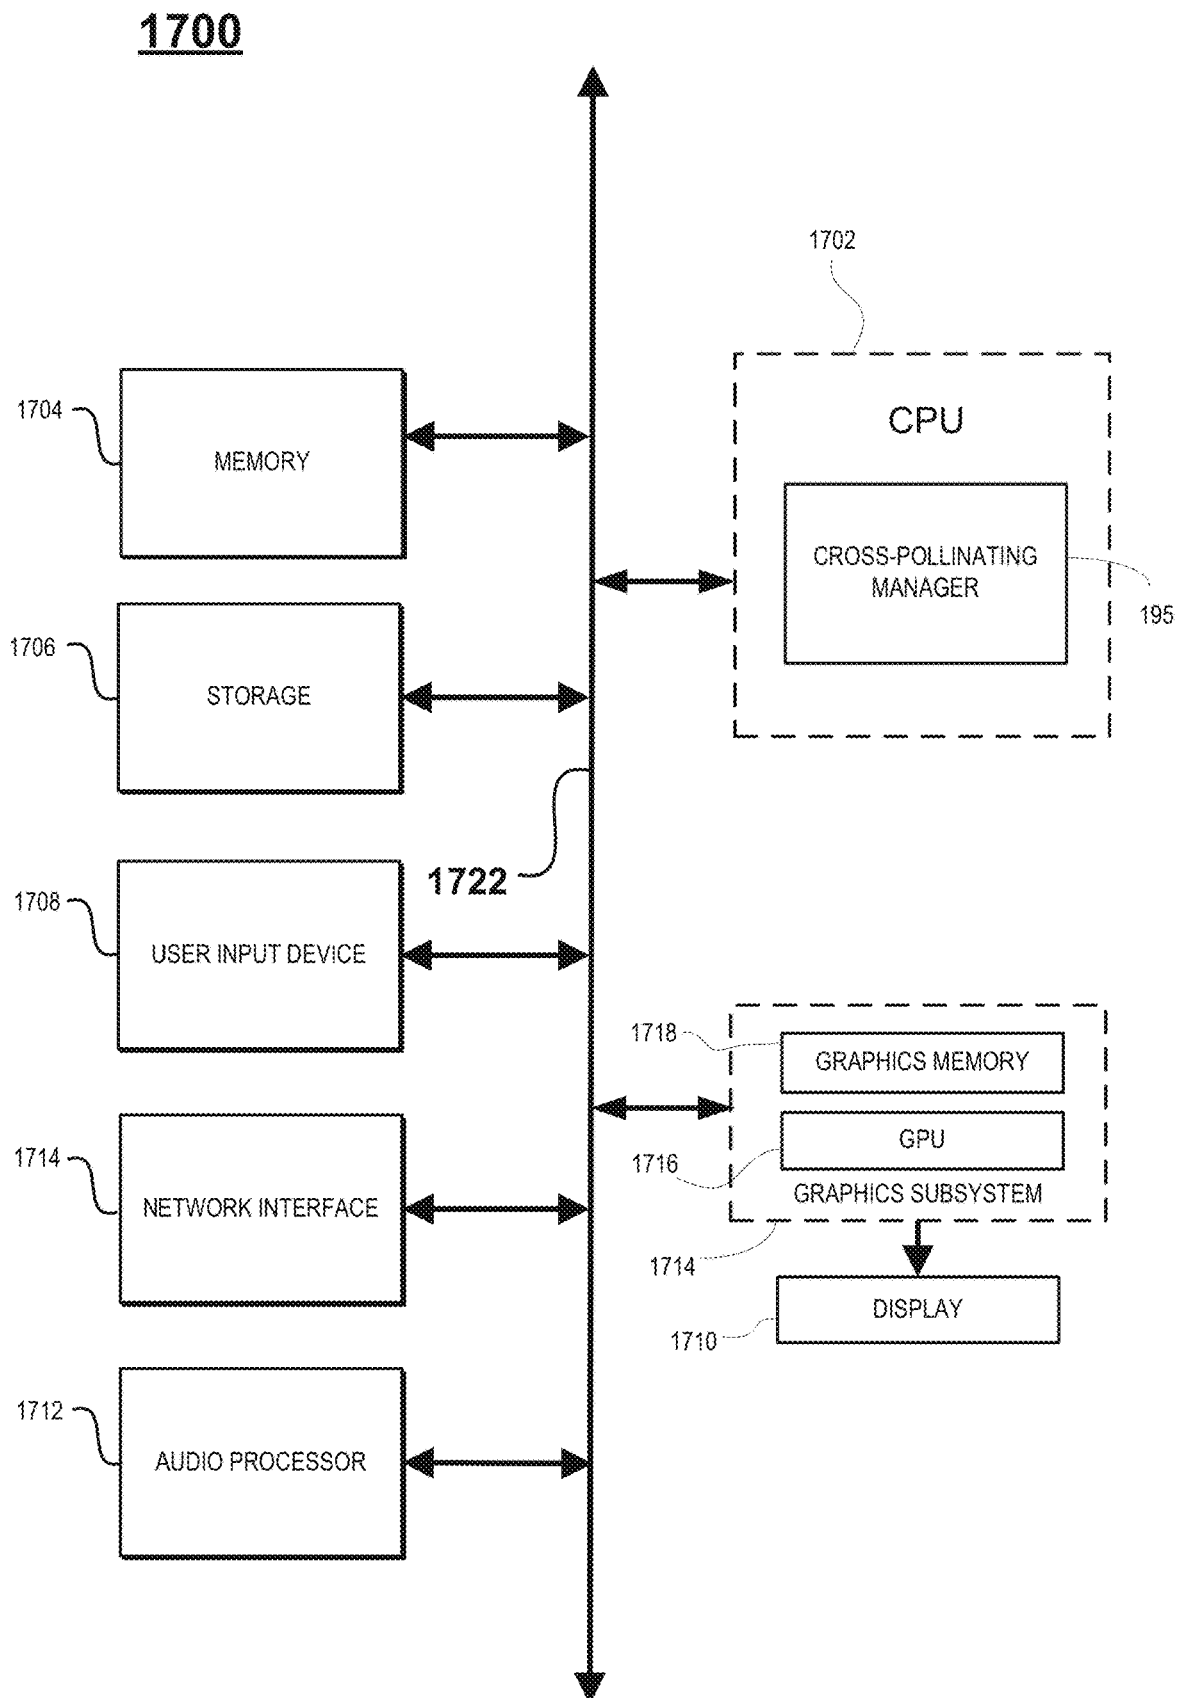 1700
1702
CPU
1704
MEMORY
CROSS-POLLINATING
MANAGER
195
1706
STORAGE
1722
1708
USER INPUT DEVICE
1718
GRAPHICS MEMORY
GPU
1716
GRAPHICS SUBSYSTEM
1714
NETWORK INTERFACE
1714
DISPLAY
1710
1712
AUDIO PROCESSOR